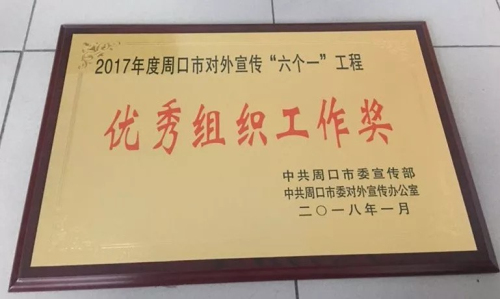 2017年度周口市对外宣传“六个一”工程
优秀组织工作奖
中共周口市委宣传部
中共周口市委对外宣传办公室
二〇一八年一月